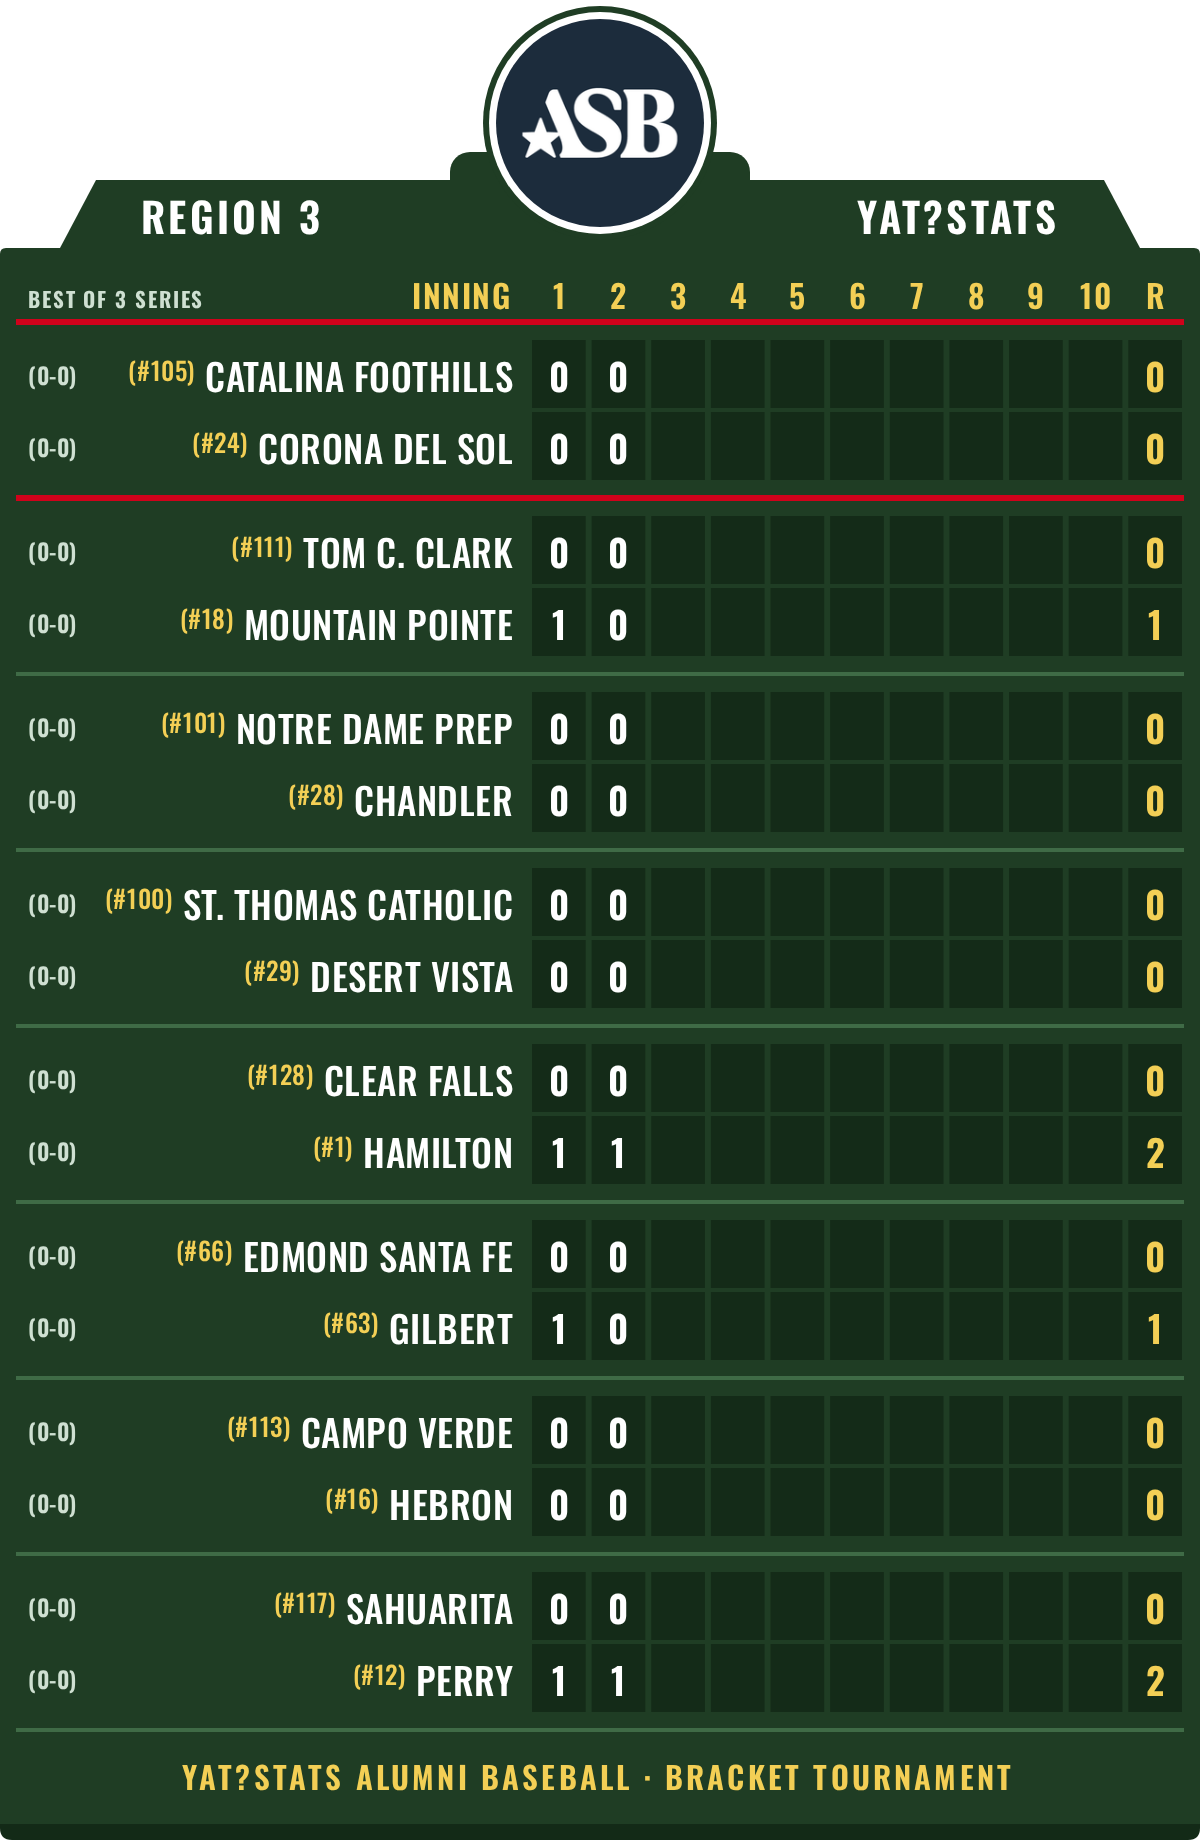 ASB
REGION 3 YAT?STATS
BEST OF 3 SERIES INNING 1 2 3 4 5 6 7 8 9 10 R
(0-0) (#105) CATALINA FOOTHILLS 0 0 0
(0-0) (#24) CORONA DEL SOL 0 0 0
(0-0) (#111) TOM C. CLARK 0 0 0
(0-0) (#18) MOUNTAIN POINTE 1 0 1
(0-0) (#101) NOTRE DAME PREP 0 0 0
(0-0) (#28) CHANDLER 0 0 0
(0-0) (#100) ST. THOMAS CATHOLIC 0 0 0
(0-0) (#29) DESERT VISTA 0 0 0
(0-0) (#128) CLEAR FALLS 0 0 0
(0-0) (#1) HAMILTON 1 1 2
(0-0) (#66) EDMOND SANTA FE 0 0 0
(0-0) (#63) GILBERT 1 0 1
(0-0) (#113) CAMPO VERDE 0 0 0
(0-0) (#16) HEBRON 0 0 0
(0-0) (#117) SAHUARITA 0 0 0
(0-0) (#12) PERRY 1 1 2
YAT?STATS ALUMNI BASEBALL · BRACKET TOURNAMENT